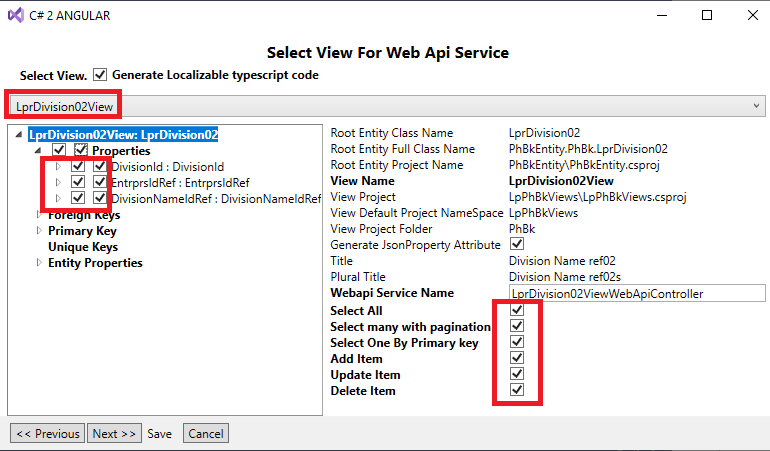 C# 2 ANGULAR
Select View For Web Api Service
Select View. Generate Localizable typescript code
LprDivision02View
LprDivision02View: LprDivision02
Properties
DivisionId : DivisionId
EntrprsIdRef : EntrprsIdRef
DivisionNameIdRef : DivisionNameIdRef
Foreign Keys
Primary Key
Unique Keys
Entity Properties
Root Entity Class Name LprDivision02
Root Entity Full Class Name PhBkEntity.PhBk.LprDivision02
Root Entity Project Name PhBkEntity\PhBkEntity.csproj
View Name LprDivision02View
View Project LpPhBkViews\LpPhBkViews.csproj
View Default Project NameSpace LpPhBkViews
View Project Folder PhBk
Generate JsonProperty Attribute
Title Division Name ref02
Plural Title Division Name ref02s
Webapi Service Name LprDivision02ViewWebApiController
Select All
Select many with pagination
Select One By Primary key
Add Item
Update Item
Delete Item
<< Previous Next >> Save Cancel